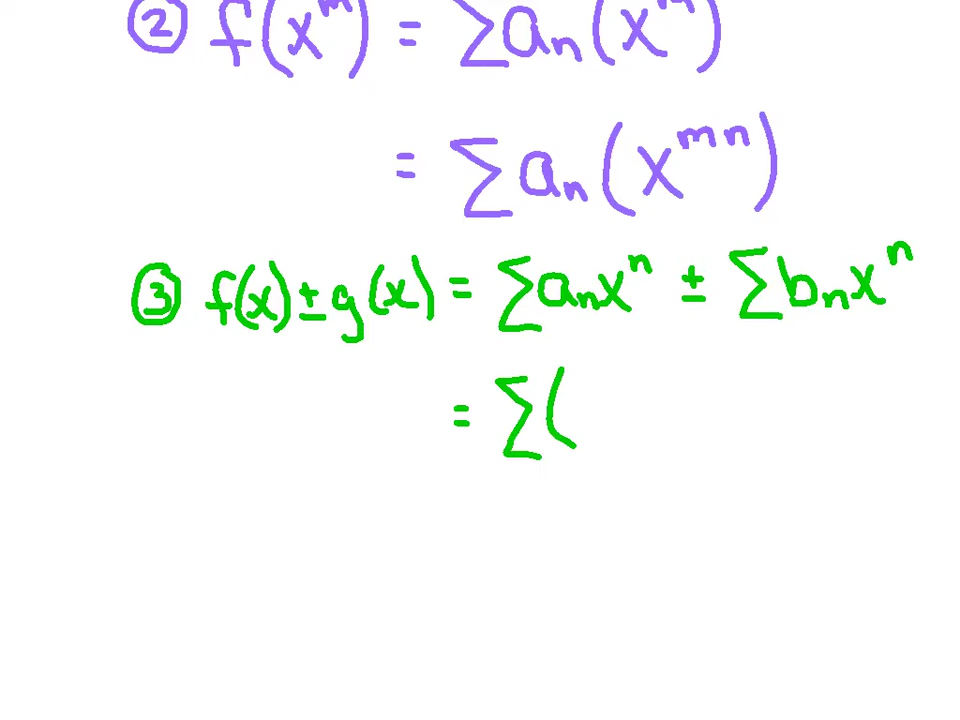 ② f(x^m) = ∑aₙ(x^m)
= ∑aₙ(x^{mn})
③ f(x) ± g(x) = ∑aₙx^n ± ∑bₙx^n
= ∑(